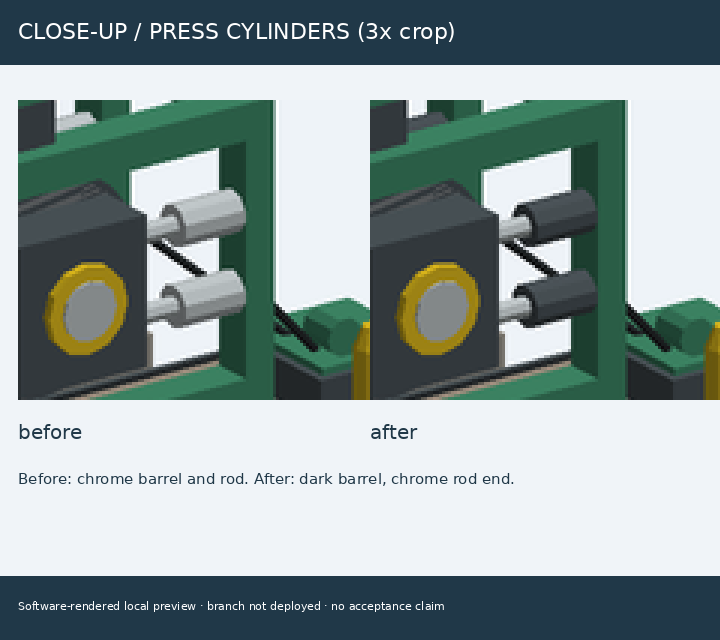 CLOSE-UP / PRESS CYLINDERS (3x crop)
before
after
Before: chrome barrel and rod. After: dark barrel, chrome rod end.
Software-rendered local preview · branch not deployed · no acceptance claim